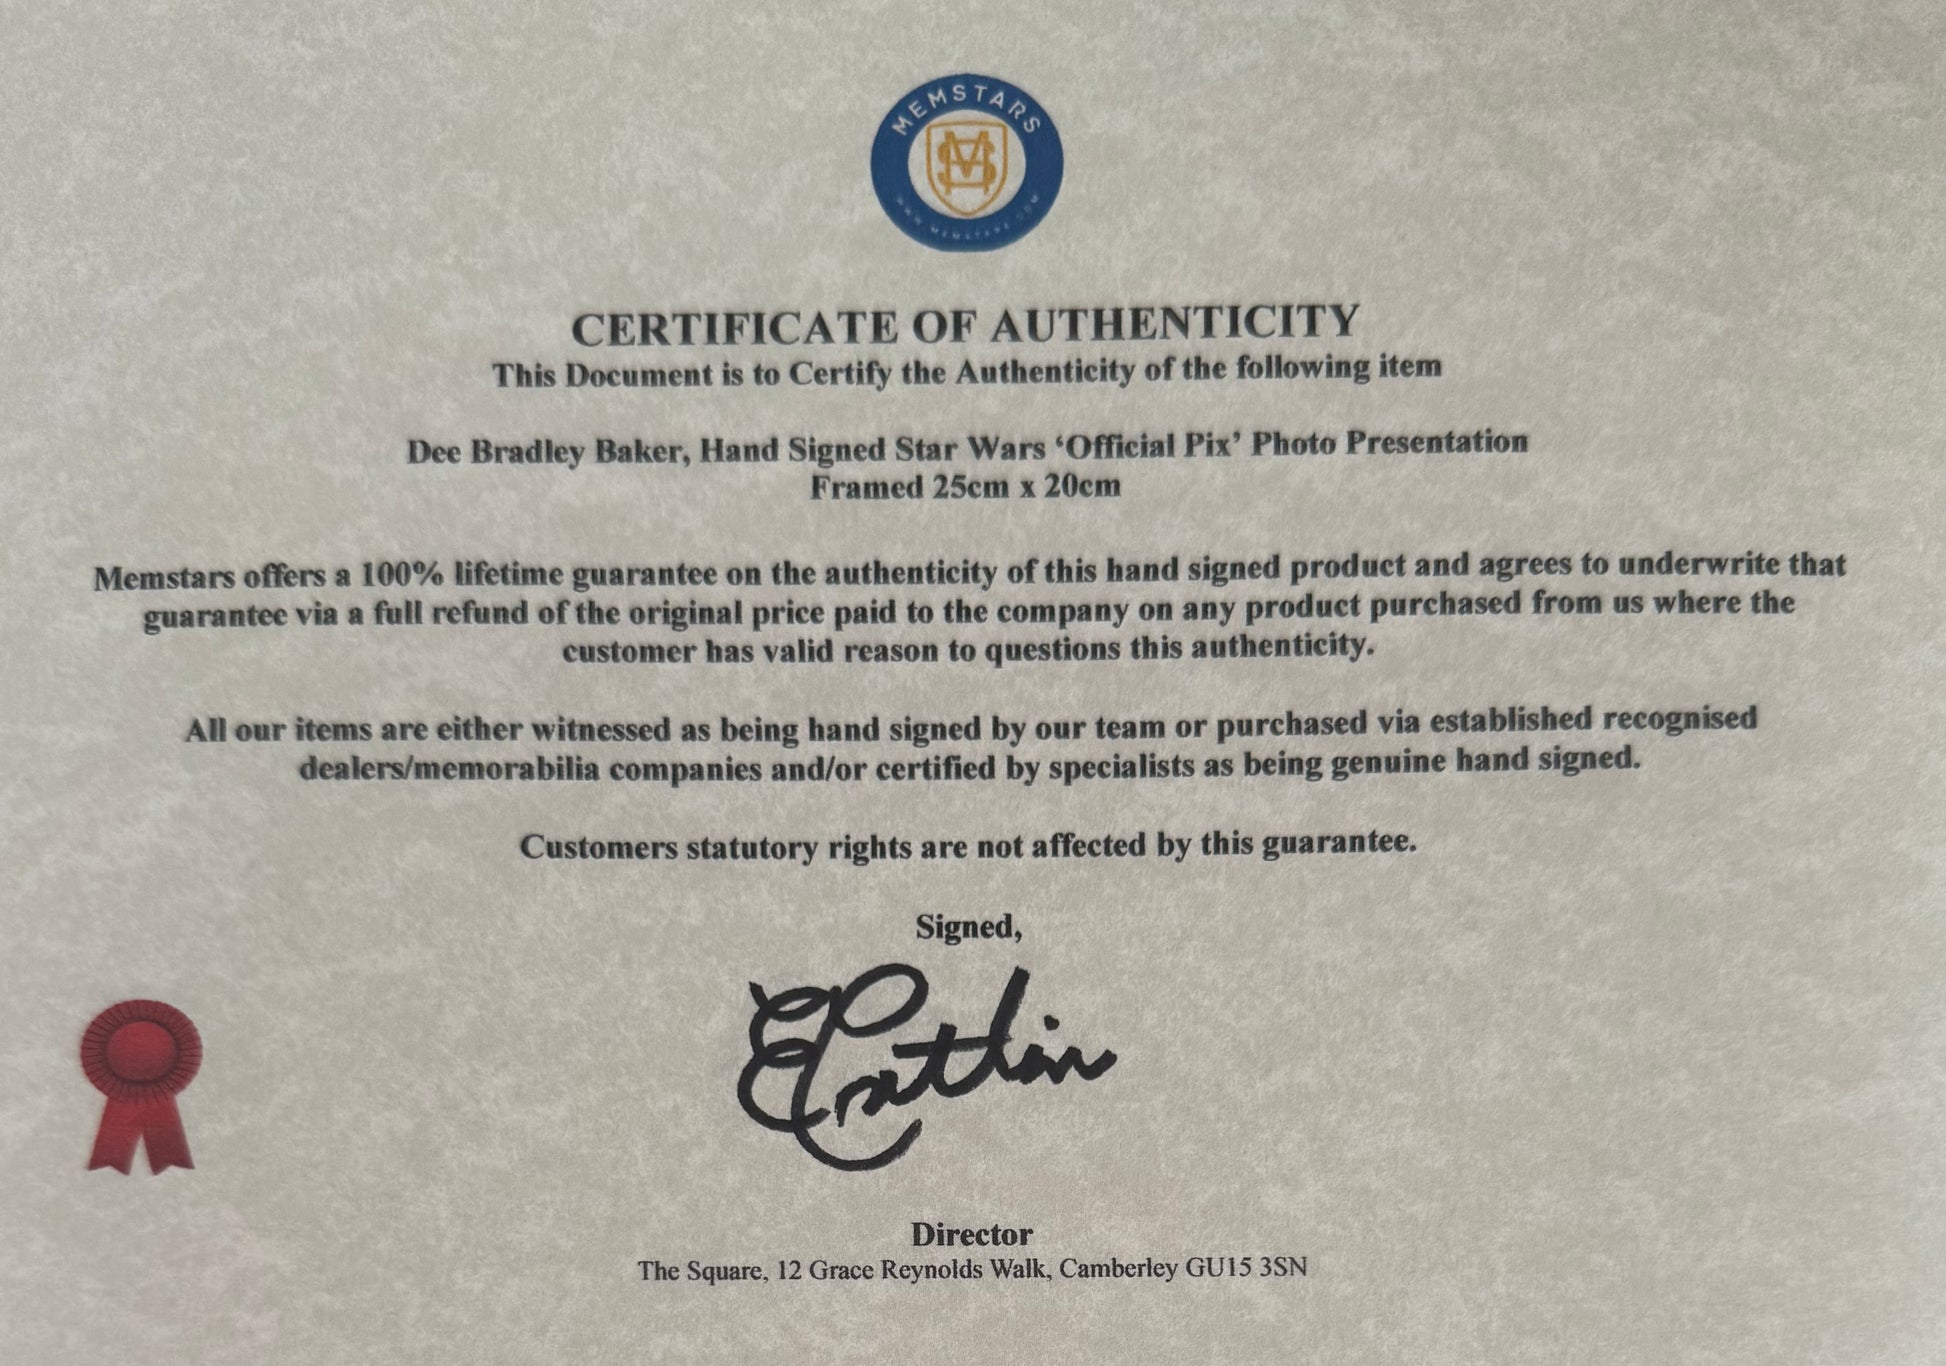 MEMSTARS
MS
WWW.MEMSTARS.COM
CERTIFICATE OF AUTHENTICITY
This Document is to Certify the Authenticity of the following item
Dee Bradley Baker, Hand Signed Star Wars ‘Official Pix’ Photo Presentation
Framed 25cm x 20cm
Memstars offers a 100% lifetime guarantee on the authenticity of this hand signed product and agrees to underwrite that
guarantee via a full refund of the original price paid to the company on any product purchased from us where the
customer has valid reason to questions this authenticity.
All our items are either witnessed as being hand signed by our team or purchased via established recognised
dealers/memorabilia companies and/or certified by specialists as being genuine hand signed.
Customers statutory rights are not affected by this guarantee.
Signed,
Director
The Square, 12 Grace Reynolds Walk, Camberley GU15 3SN